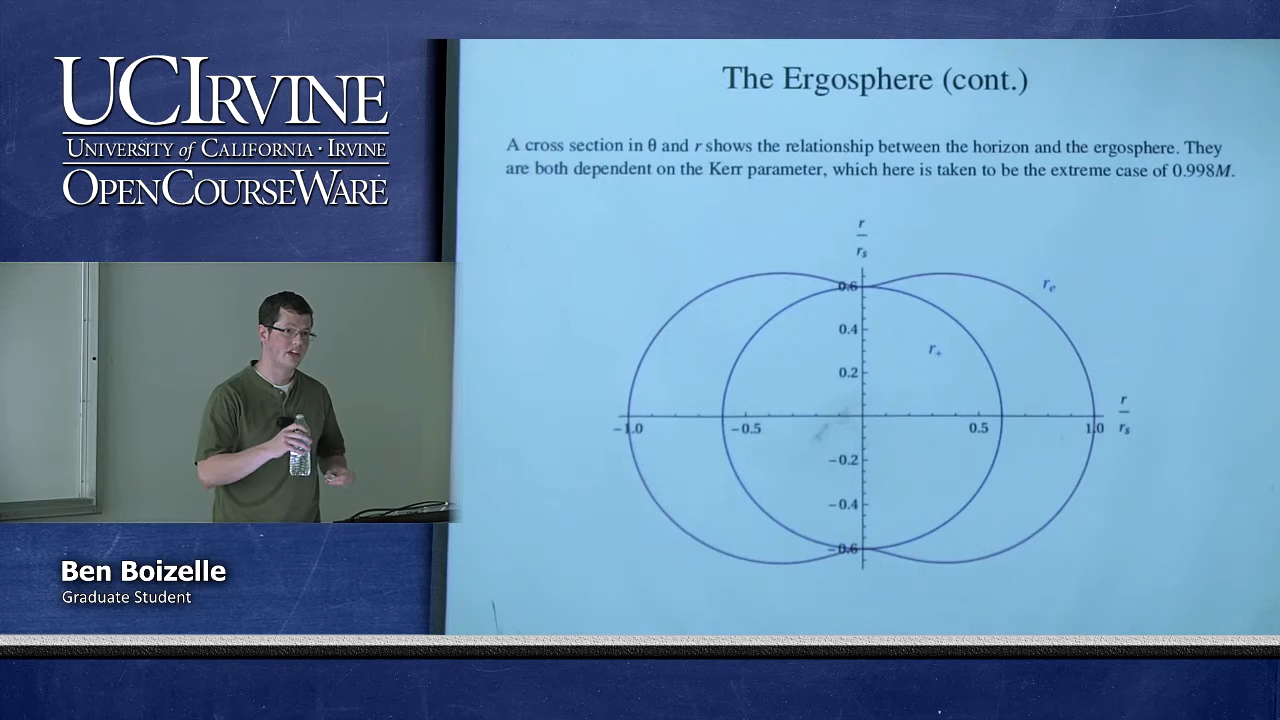 UCIRVINE
UNIVERSITY of CALIFORNIA · IRVINE
OPENCOURSEWARE
The Ergosphere (cont.)
A cross section in θ and r shows the relationship between the horizon and the ergosphere. They
are both dependent on the Kerr parameter, which here is taken to be the extreme case of 0.998M.
r
rs
0.6
re
0.4
r+
0.2
r
rs
−1.0 −0.5 0.5 1.0
−0.2
−0.4
−0.6
Ben Boizelle
Graduate Student